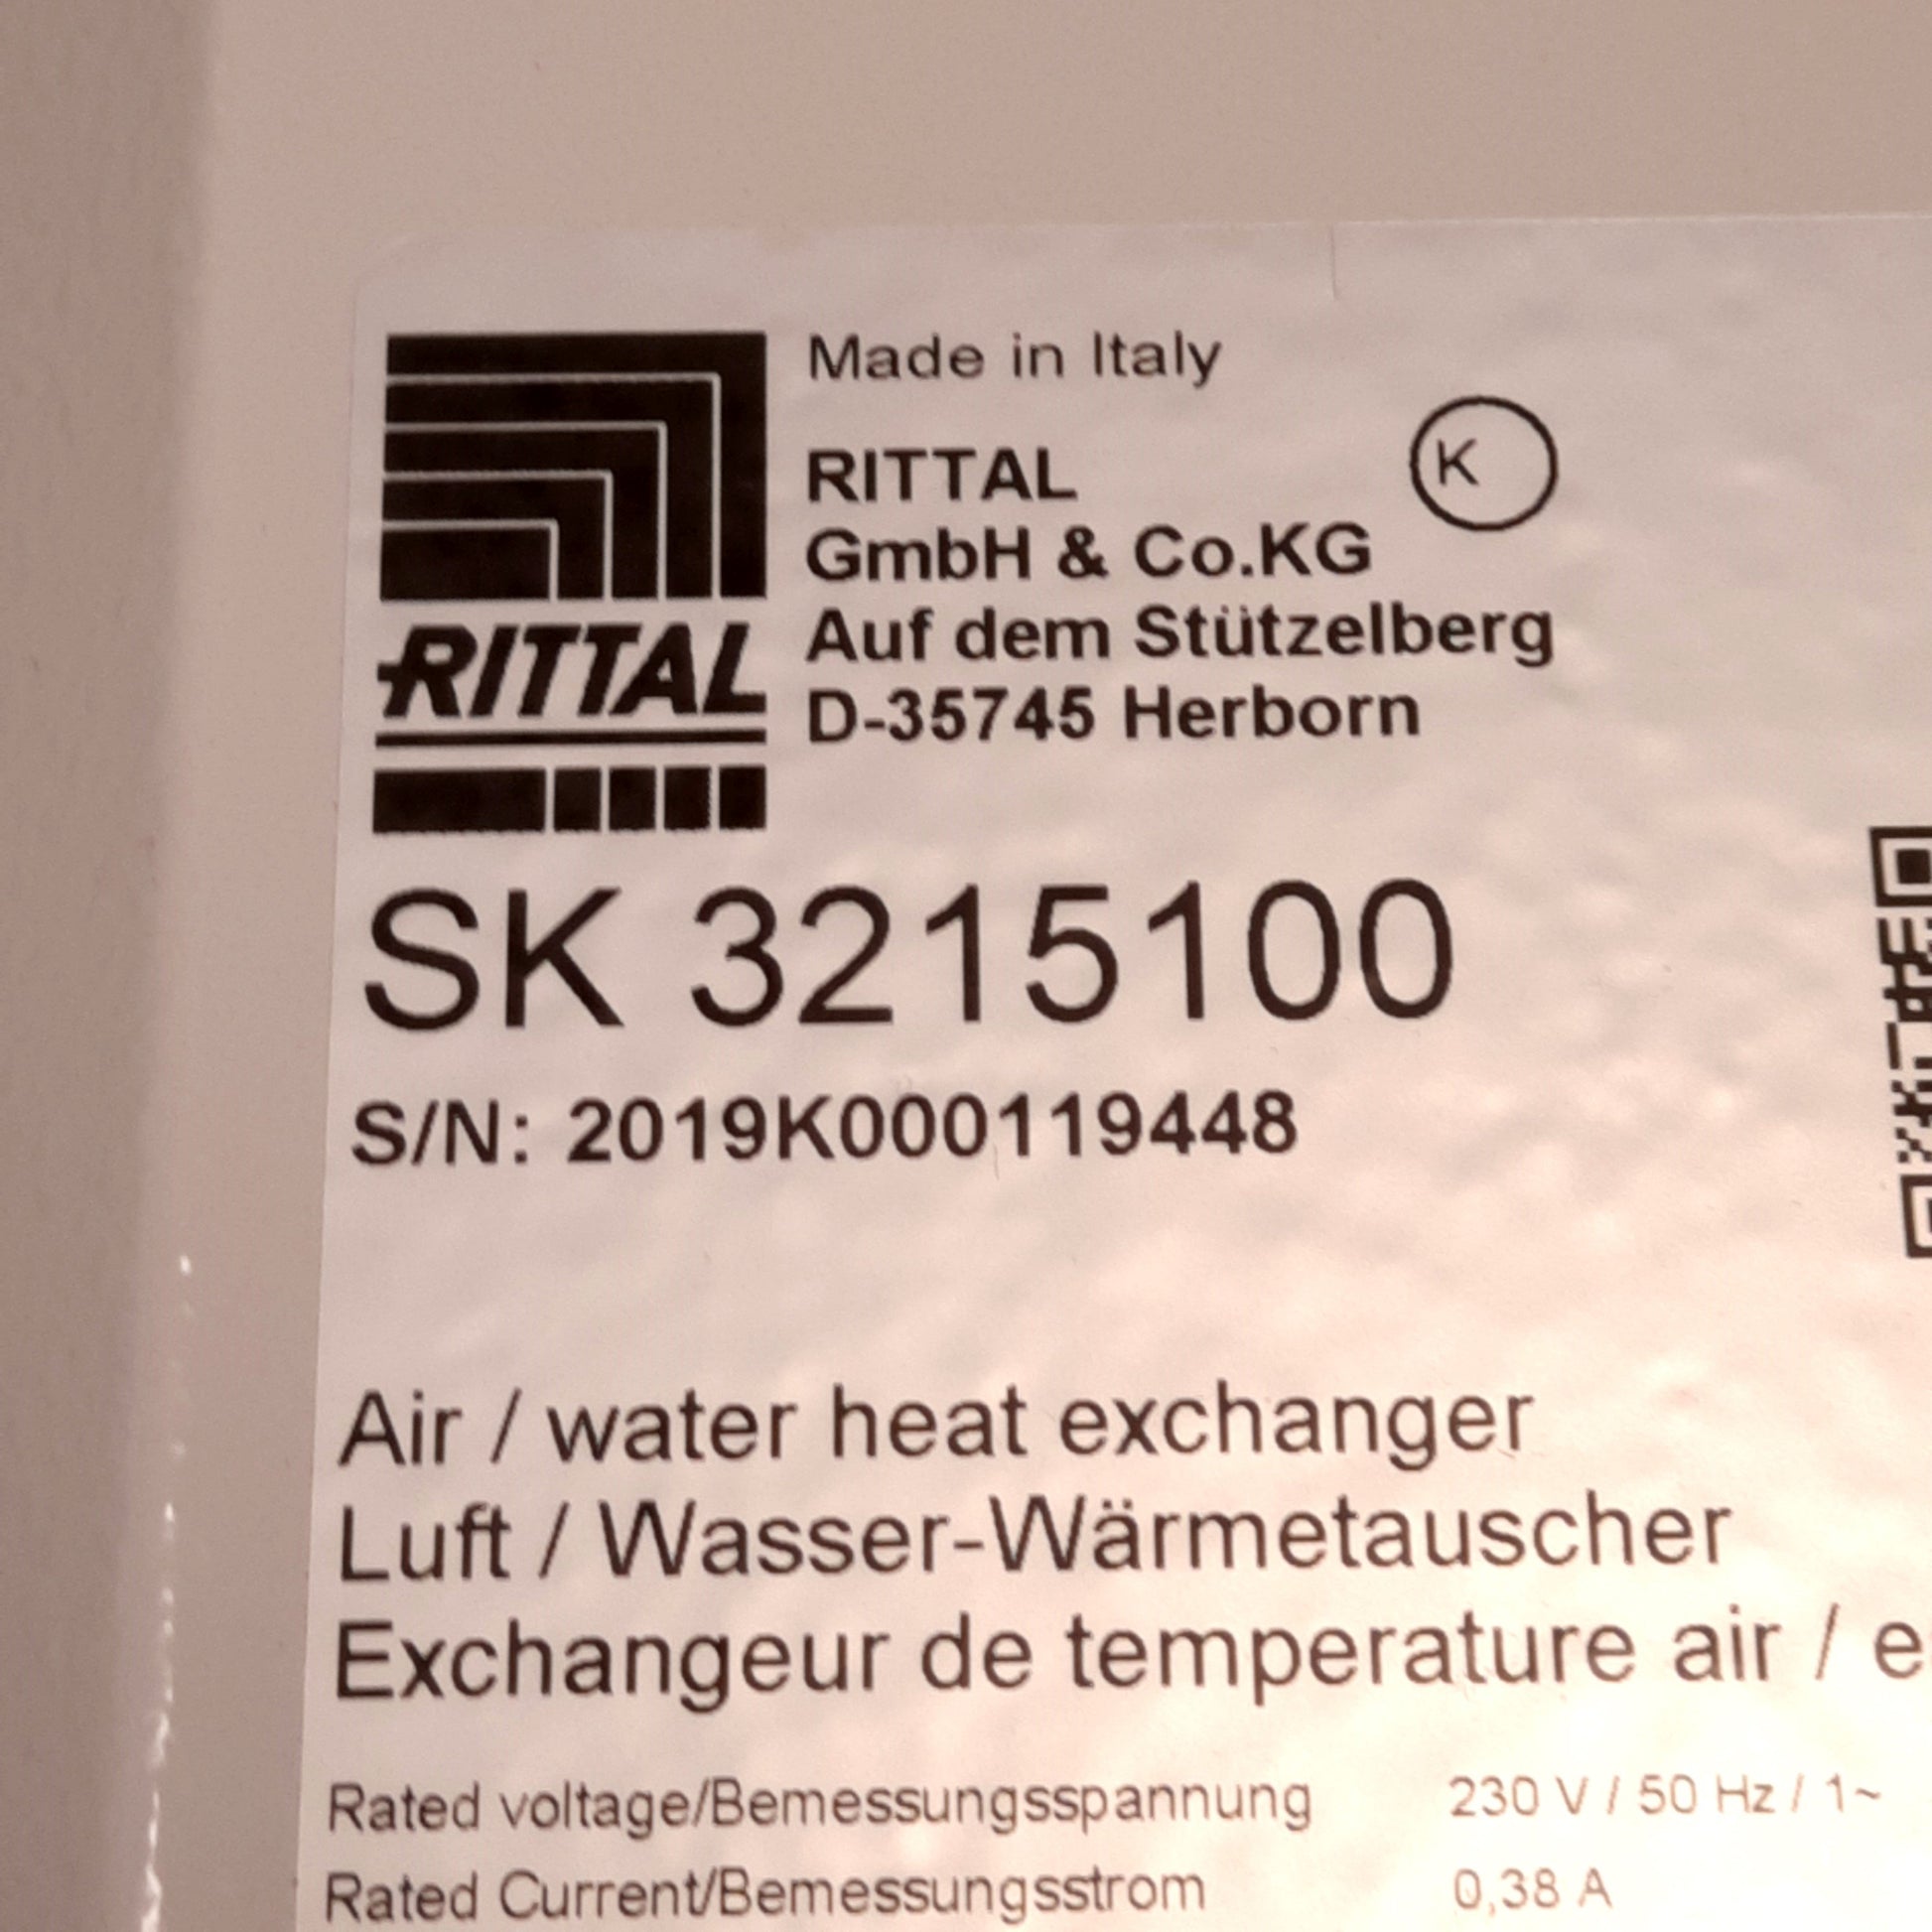 Made in Italy
RITTAL
K
GmbH & Co.KG
Auf dem Stützelberg
D-35745 Herborn
RITTAL
SK 3215100
S/N: 2019K000119448
Air / water heat exchanger
Luft / Wasser-Wärmetauscher
Exchangeur de temperature air / e
Rated voltage/Bemessungsspannung 230 V / 50 Hz / 1~
Rated Current/Bemessungsstrom 0,38 A